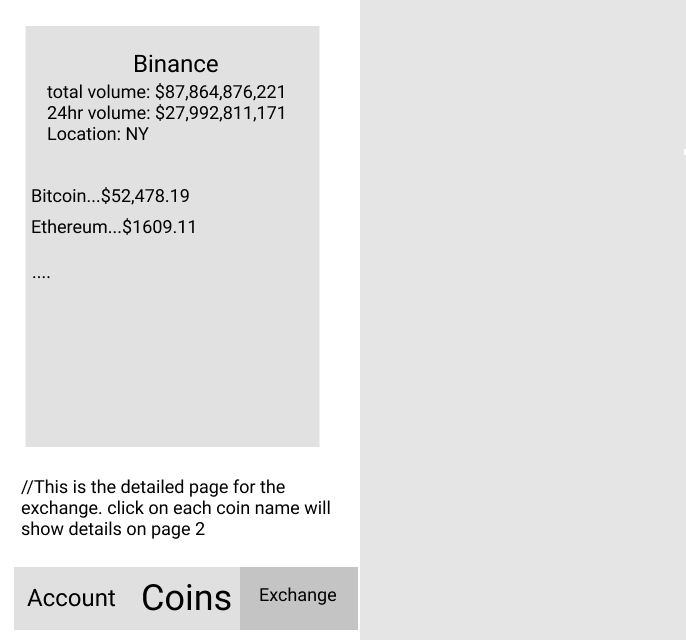 Binance
total volume: $87,864,876,221
24hr volume: $27,992,811,171
Location: NY
Bitcoin...$52,478.19
Ethereum...$1609.11
....
//This is the detailed page for the
exchange. click on each coin name will
show details on page 2
Account Coins Exchange